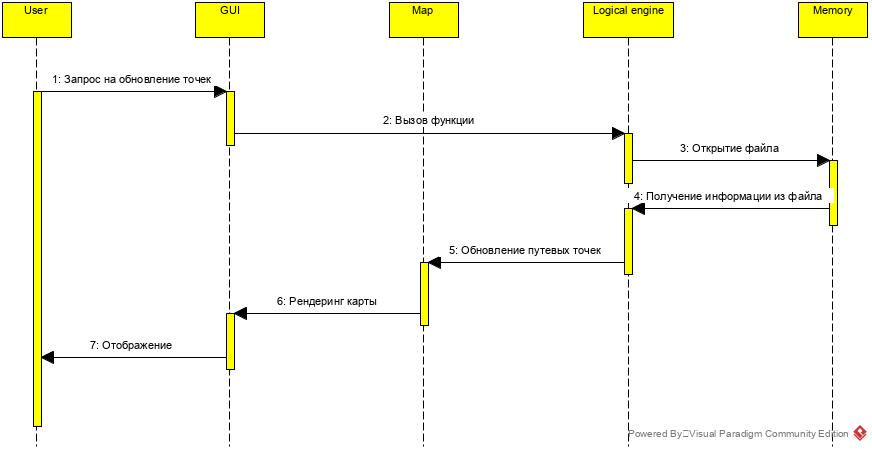 User
GUI
Map
Logical engine
Memory
1: Запрос на обновление точек
2: Вызов функции
3: Открытие файла
4: Получение информации из файла
5: Обновление путевых точек
6: Рендеринг карты
7: Отображение
Powered By Visual Paradigm Community Edition